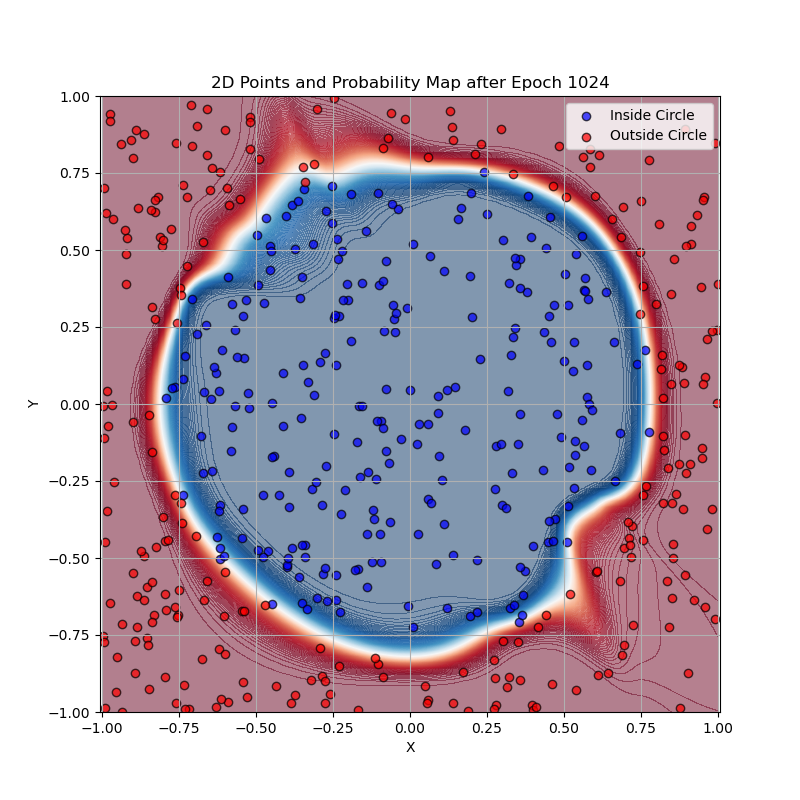 2D Points and Probability Map after Epoch 1024
Inside Circle
Outside Circle
1.00
0.75
0.50
0.25
0.00
−0.25
−0.50
−0.75
−1.00
Y
−1.00 −0.75 −0.50 −0.25 0.00 0.25 0.50 0.75 1.00
X